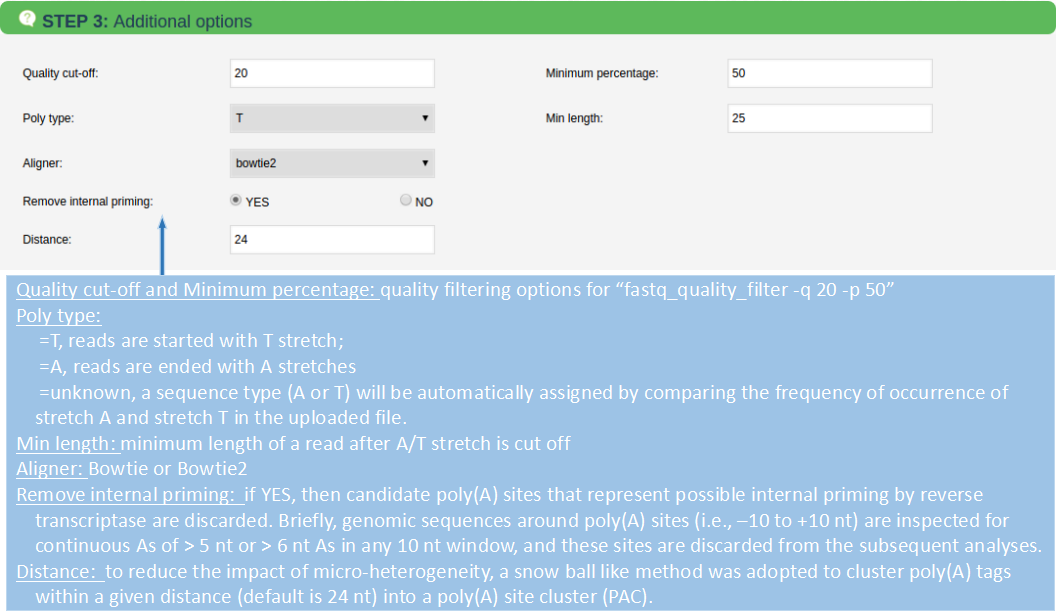 STEP 3: Additional options
Quality cut-off: 20 Minimum percentage: 50
Poly type: T Min length: 25
Aligner: bowtie2
Remove internal priming: YES NO
Distance: 24
Quality cut-off and Minimum percentage: quality filtering options for “fastq_quality_filter -q 20 -p 50”
Poly type:
=T, reads are started with T stretch;
=A, reads are ended with A stretches
=unknown, a sequence type (A or T) will be automatically assigned by comparing the frequency of occurrence of
stretch A and stretch T in the uploaded file.
Min length: minimum length of a read after A/T stretch is cut off
Aligner: Bowtie or Bowtie2
Remove internal priming: if YES, then candidate poly(A) sites that represent possible internal priming by reverse
transcriptase are discarded. Briefly, genomic sequences around poly(A) sites (i.e., –10 to +10 nt) are inspected for
continuous As of > 5 nt or > 6 nt As in any 10 nt window, and these sites are discarded from the subsequent analyses.
Distance: to reduce the impact of micro-heterogeneity, a snow ball like method was adopted to cluster poly(A) tags
within a given distance (default is 24 nt) into a poly(A) site cluster (PAC).